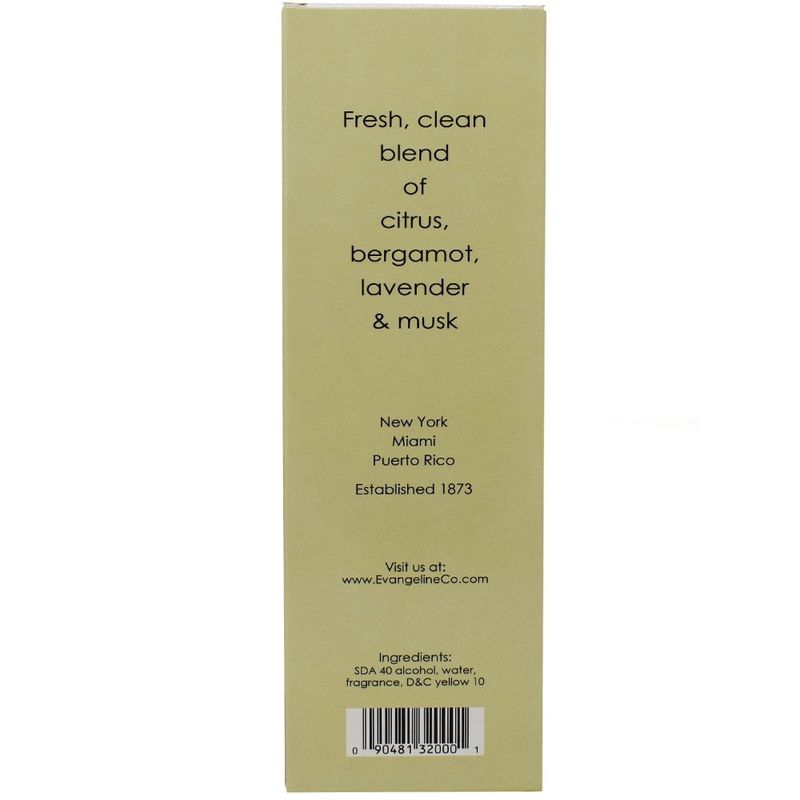 Fresh, clean
blend
of
citrus,
bergamot,
lavender
& musk
New York
Miami
Puerto Rico
Established 1873
Visit us at:
www.EvangelineCo.com
Ingredients:
SDA 40 alcohol, water,
fragrance, D&C yellow 10
0 90481 32000 1